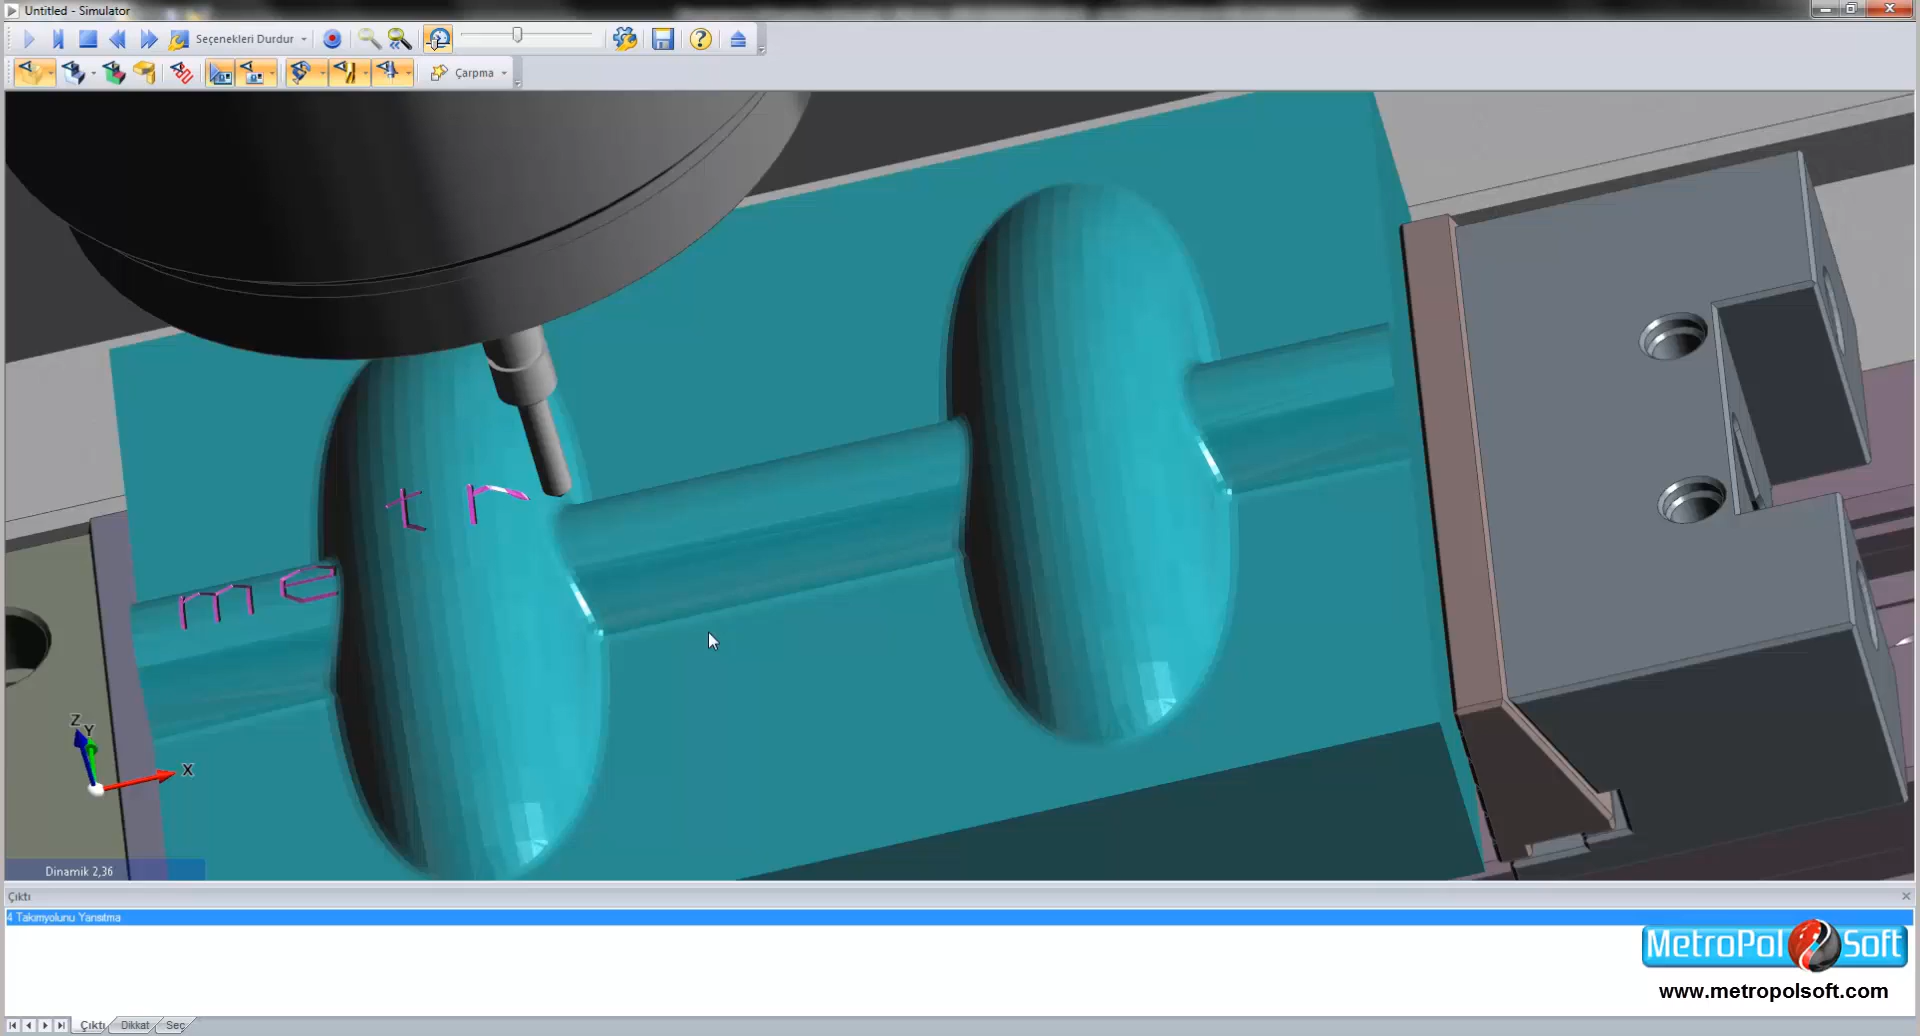 Untitled - Simulator
Seçenekleri Durdur
Çarpma
t r
m e
Z
Y
X
Dinamik 2,36
Çıktı
4 Takımyolunu Yansıtma
MetroPol Soft
www.metropolsoft.com
Çıktı Dikkat Seç